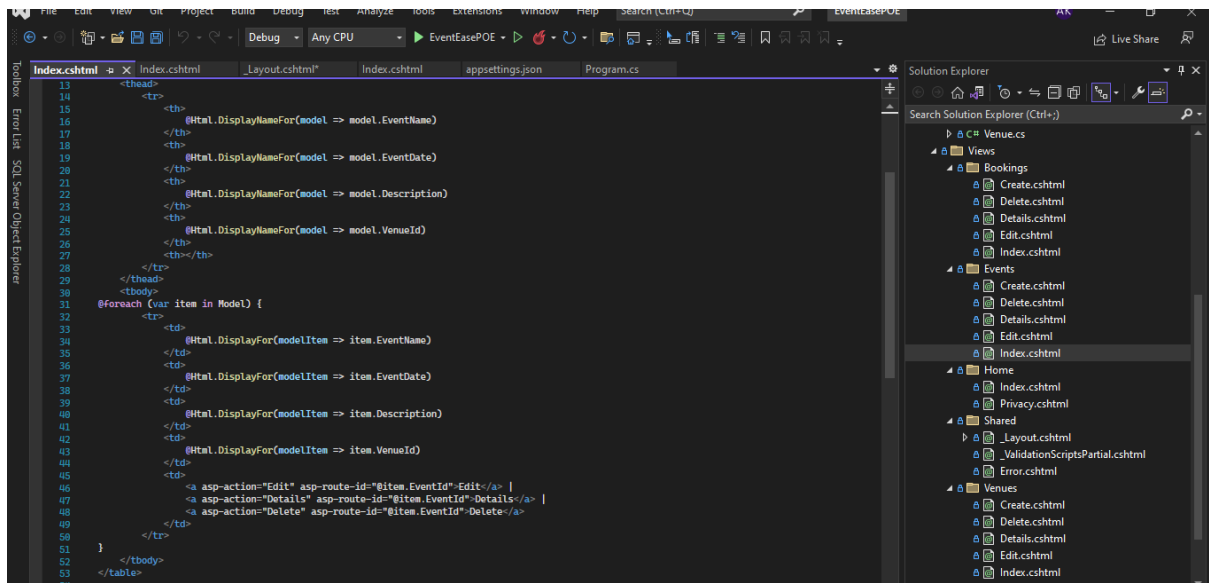 File Edit View Git Project Build Debug Test Analyze Tools Extensions Window Help Search (Ctrl+Q) EventEasePOE AK
Debug Any CPU EventEasePOE Live Share
Toolbox
Error List
SQL Server Object Explorer
Index.cshtml Index.cshtml _Layout.cshtml* Index.cshtml appsettings.json Program.cs
13 <thead>
14 <tr>
15 <th>
16 @Html.DisplayNameFor(model => model.EventName)
17 </th>
18 <th>
19 @Html.DisplayNameFor(model => model.EventDate)
20 </th>
21 <th>
22 @Html.DisplayNameFor(model => model.Description)
23 </th>
24 <th>
25 @Html.DisplayNameFor(model => model.VenueId)
26 </th>
27 <th></th>
28 </tr>
29 </thead>
30 <tbody>
31 @foreach (var item in Model) {
32 <tr>
33 <td>
34 @Html.DisplayFor(modelItem => item.EventName)
35 </td>
36 <td>
37 @Html.DisplayFor(modelItem => item.EventDate)
38 </td>
39 <td>
40 @Html.DisplayFor(modelItem => item.Description)
41 </td>
42 <td>
43 @Html.DisplayFor(modelItem => item.VenueId)
44 </td>
45 <td>
46 <a asp-action="Edit" asp-route-id="@item.EventId">Edit</a> |
47 <a asp-action="Details" asp-route-id="@item.EventId">Details</a> |
48 <a asp-action="Delete" asp-route-id="@item.EventId">Delete</a>
49 </td>
50 </tr>
51 }
52 </tbody>
53 </table>
Solution Explorer
Search Solution Explorer (Ctrl+;)
C# Venue.cs
Views
Bookings
Create.cshtml
Delete.cshtml
Details.cshtml
Edit.cshtml
Index.cshtml
Events
Create.cshtml
Delete.cshtml
Details.cshtml
Edit.cshtml
Index.cshtml
Home
Index.cshtml
Privacy.cshtml
Shared
_Layout.cshtml
_ValidationScriptsPartial.cshtml
Error.cshtml
Venues
Create.cshtml
Delete.cshtml
Details.cshtml
Edit.cshtml
Index.cshtml